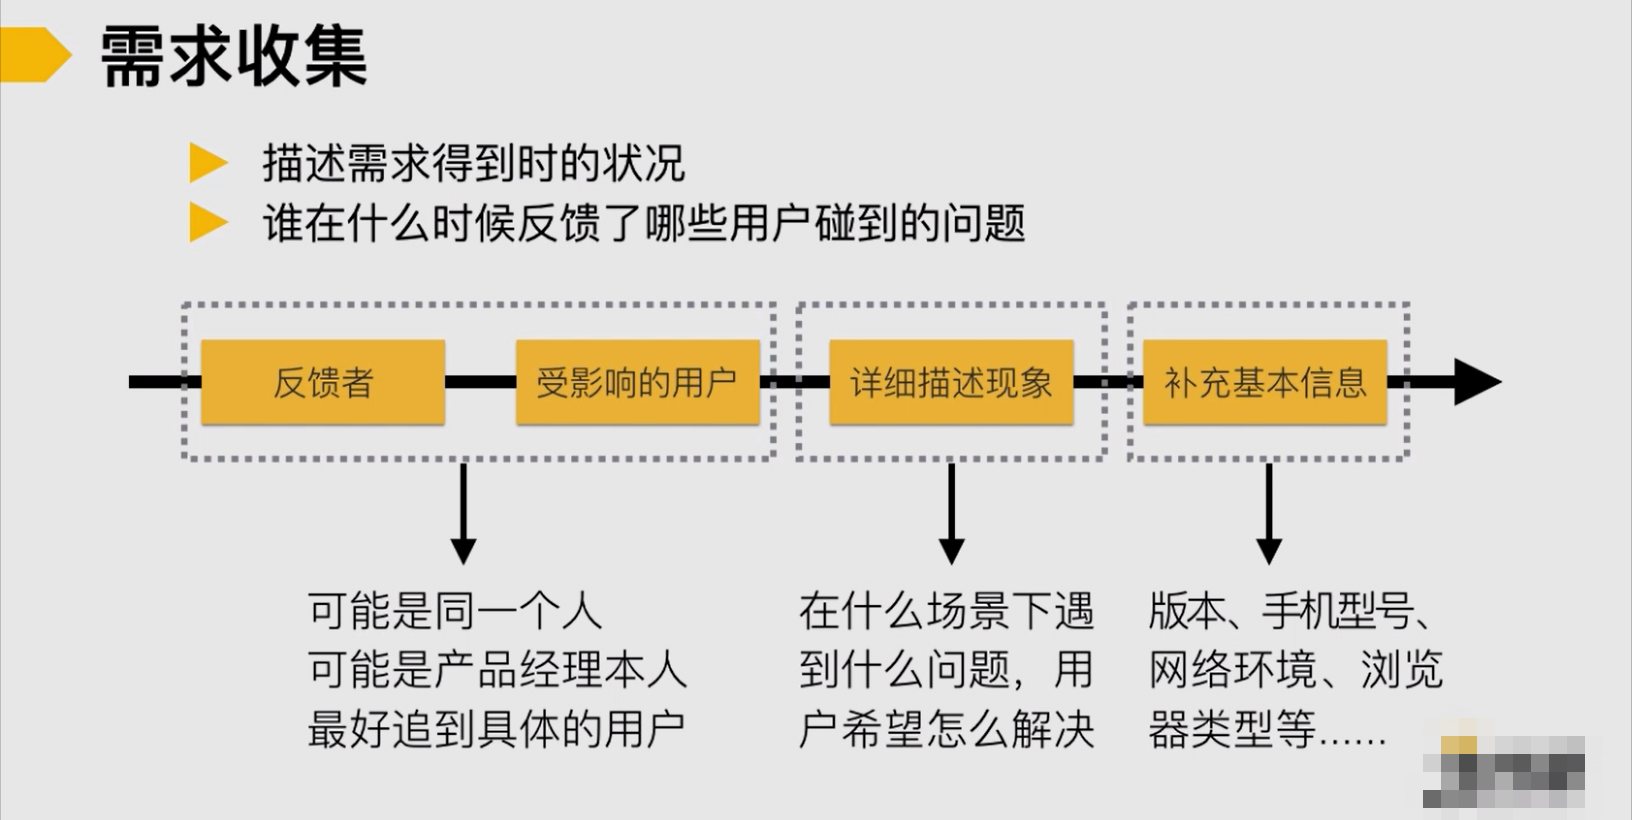 需求收集
描述需求得到时的状况
谁在什么时候反馈了哪些用户碰到的问题
反馈者
受影响的用户
详细描述现象
补充基本信息
可能是同一个人
可能是产品经理本人
最好追到具体的用户
在什么场景下遇
到什么问题，用
户希望怎么解决
版本、手机型号、
网络环境、浏览
器类型等……